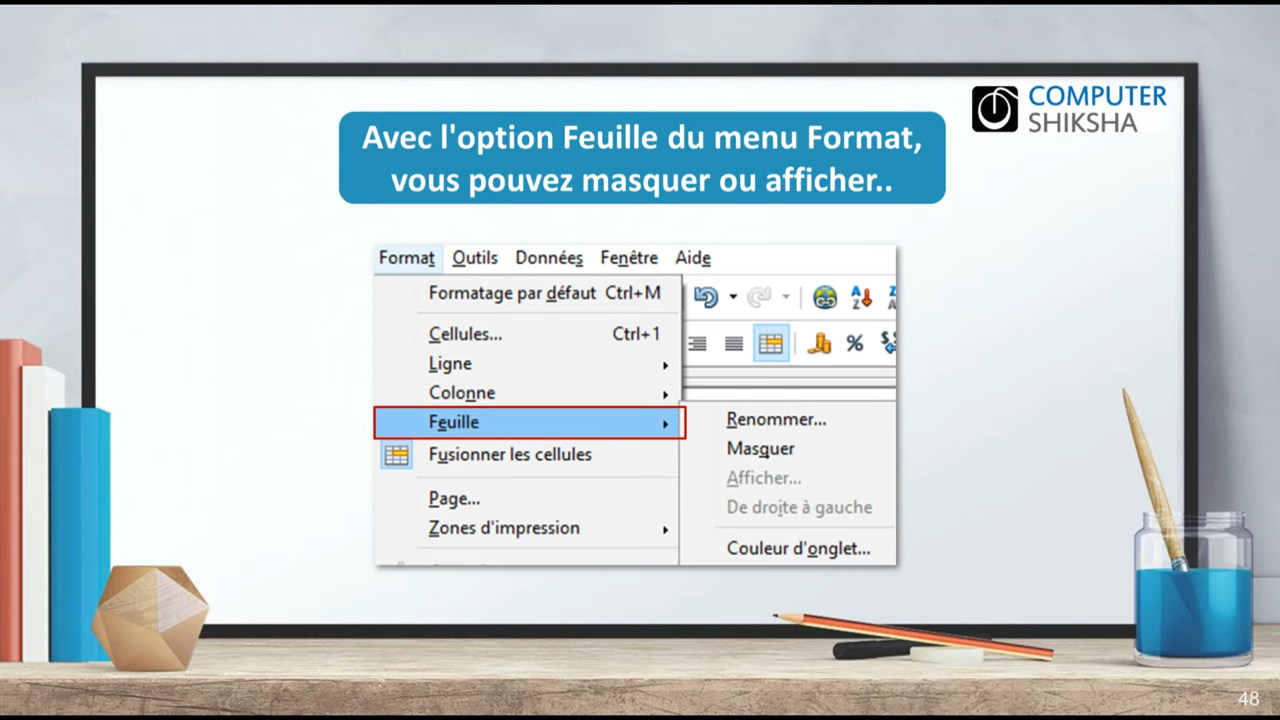 COMPUTER
SHIKSHA
Avec l'option Feuille du menu Format,
vous pouvez masquer ou afficher..
Format Outils Données Fenêtre Aide
Formatage par défaut Ctrl+M
Cellules... Ctrl+1
Ligne
Colonne
Feuille
Fusionner les cellules
Page...
Zones d'impression
Renommer...
Masquer
Afficher...
De droite à gauche
Couleur d'onglet...
48